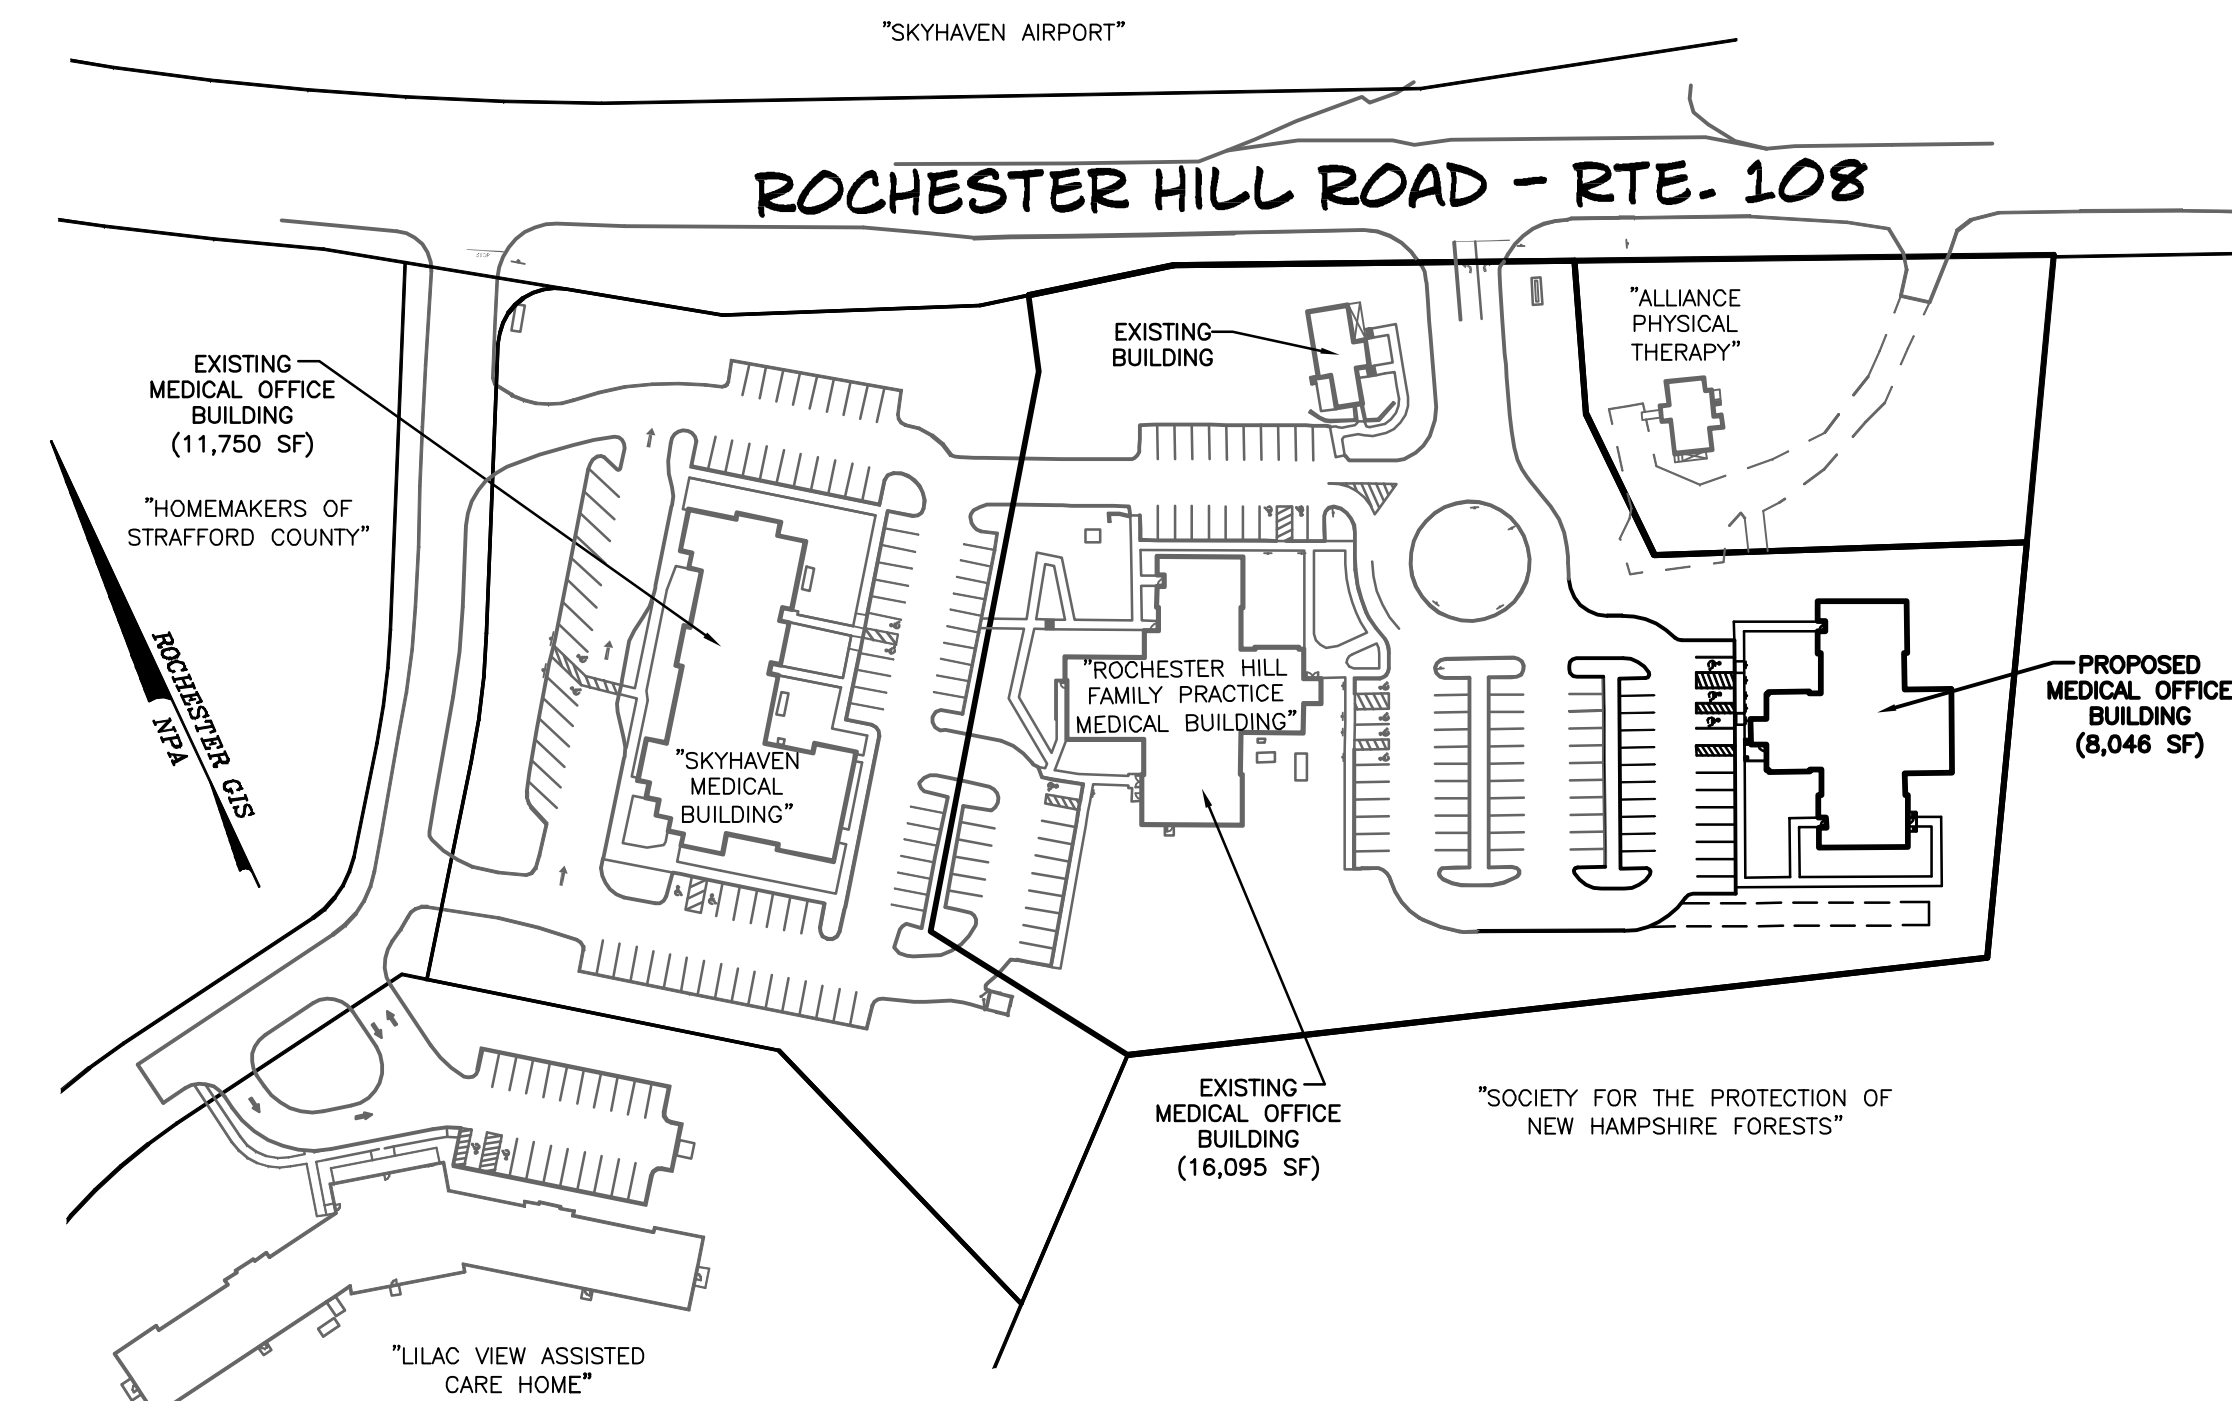 "SKYHAVEN AIRPORT"
ROCHESTER HILL ROAD - RTE. 108
"ALLIANCE
PHYSICAL
THERAPY"
EXISTING
BUILDING
EXISTING
MEDICAL OFFICE
BUILDING
(11,750 SF)
"HOMEMAKERS OF
STRAFFORD COUNTY"
ROCHESTER GIS
NPA
"ROCHESTER HILL
FAMILY PRACTICE
MEDICAL BUILDING"
PROPOSED
MEDICAL OFFICE
BUILDING
(8,046 SF)
"SKYHAVEN
MEDICAL
BUILDING"
EXISTING
MEDICAL OFFICE
BUILDING
(16,095 SF)
"SOCIETY FOR THE PROTECTION OF
NEW HAMPSHIRE FORESTS"
"LILAC VIEW ASSISTED
CARE HOME"